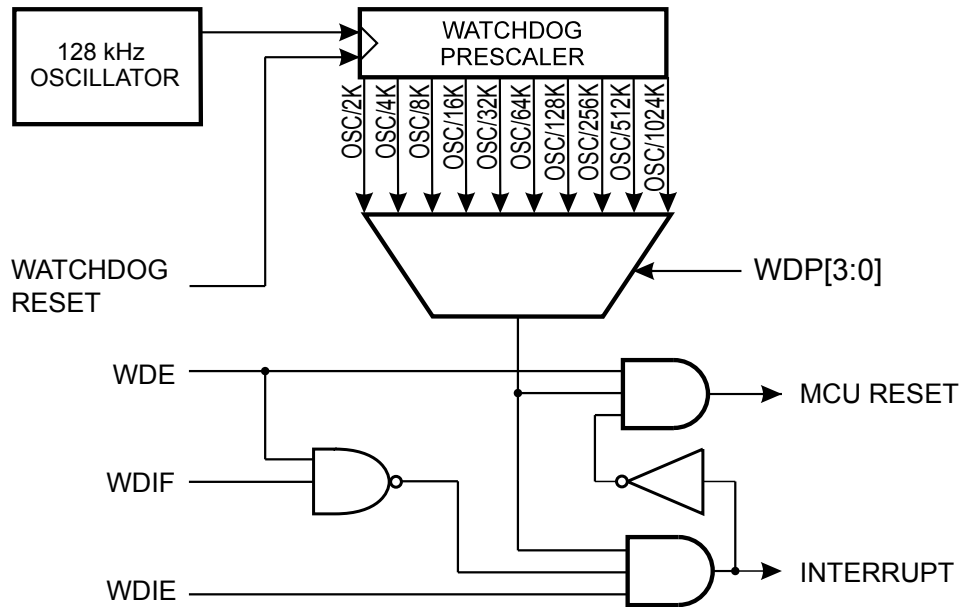 128 kHz
OSCILLATOR
WATCHDOG
PRESCALER
OSC/2K
OSC/4K
OSC/8K
OSC/16K
OSC/32K
OSC/64K
OSC/128K
OSC/256K
OSC/512K
OSC/1024K
WATCHDOG
RESET
WDP[3:0]
WDE
MCU RESET
WDIF
WDIE
INTERRUPT